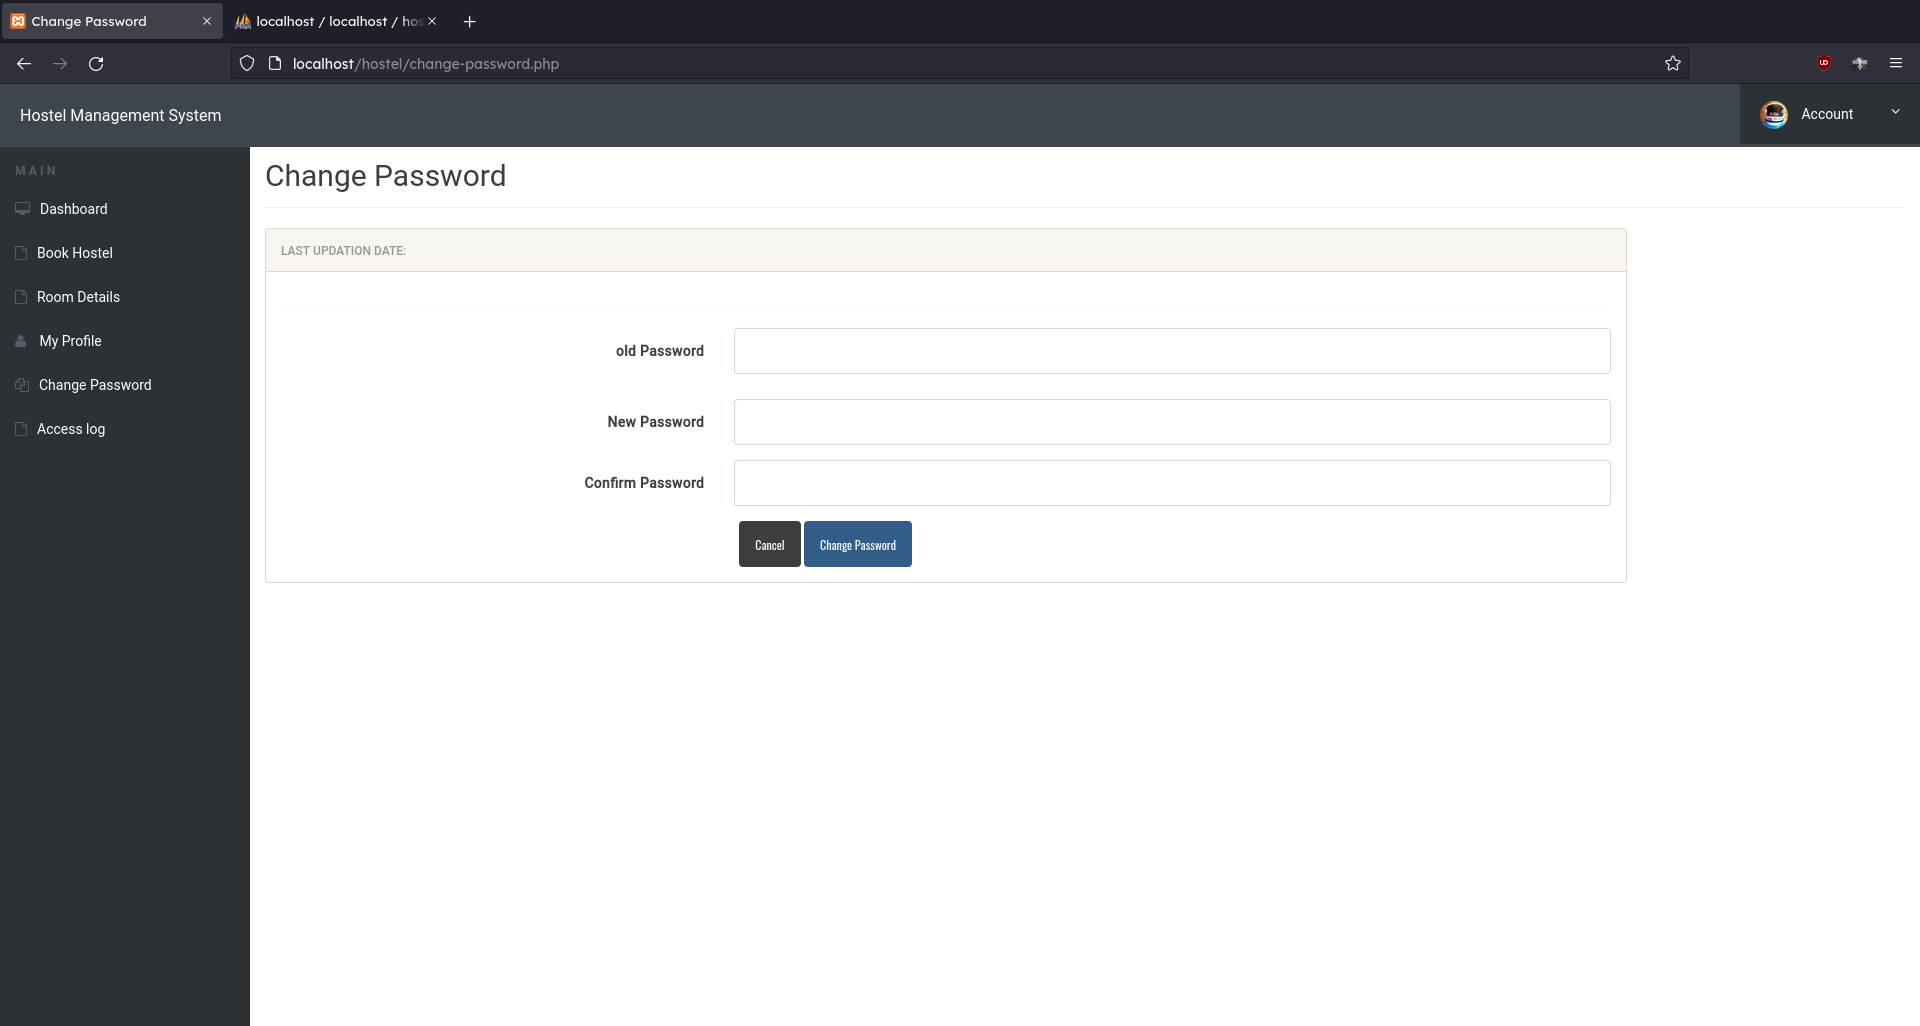 Change Password
localhost / localhost / hos
localhost/hostel/change-password.php
Hostel Management System
Account
MAIN
Dashboard
Book Hostel
Room Details
My Profile
Change Password
Access log
Change Password
LAST UPDATION DATE:
old Password
New Password
Confirm Password
Cancel
Change Password